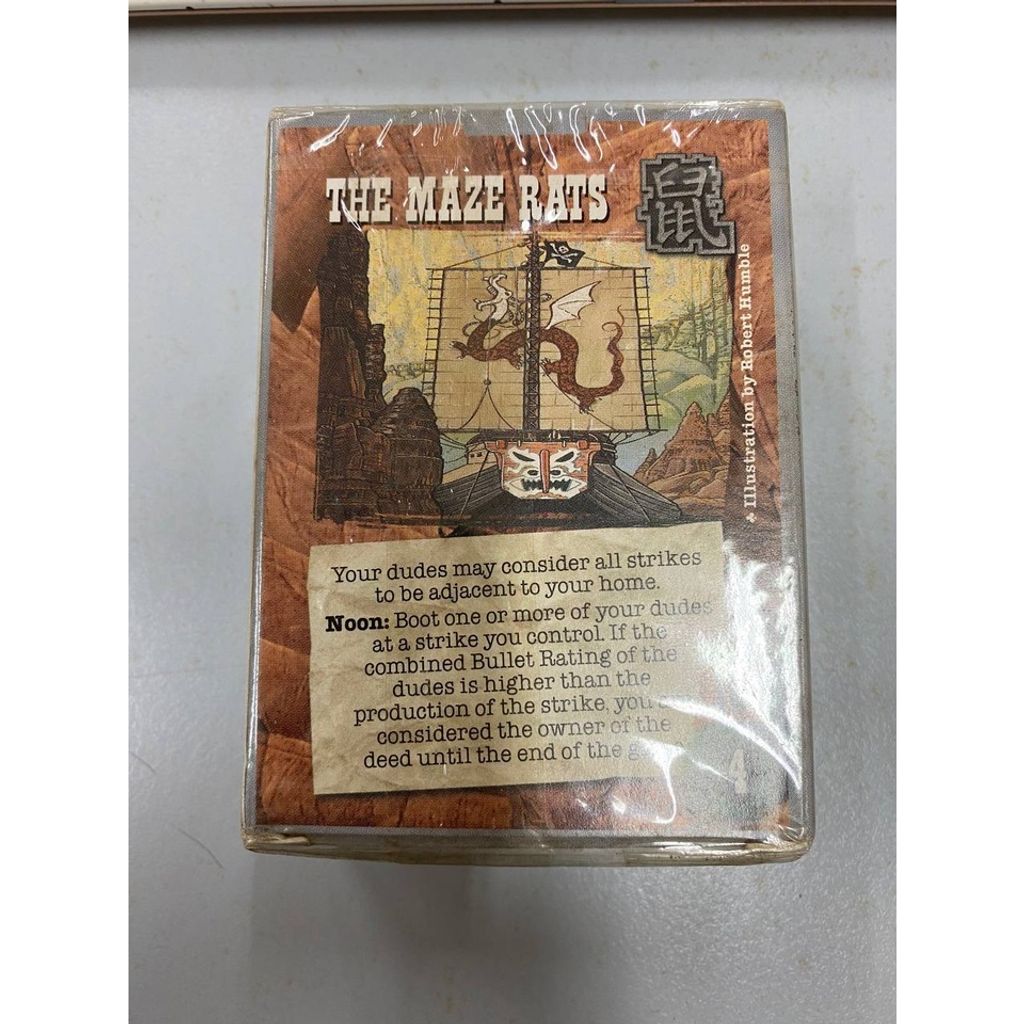 THE MAZE RATS
鼠
Illustration by Robert Humble
Your dudes may consider all strikes
to be adjacent to your home.
Noon: Boot one or more of your dudes
at a strike you control. If the
combined Bullet Rating of the
dudes is higher than the
production of the strike, you
considered the owner of the
deed until the end of the
4